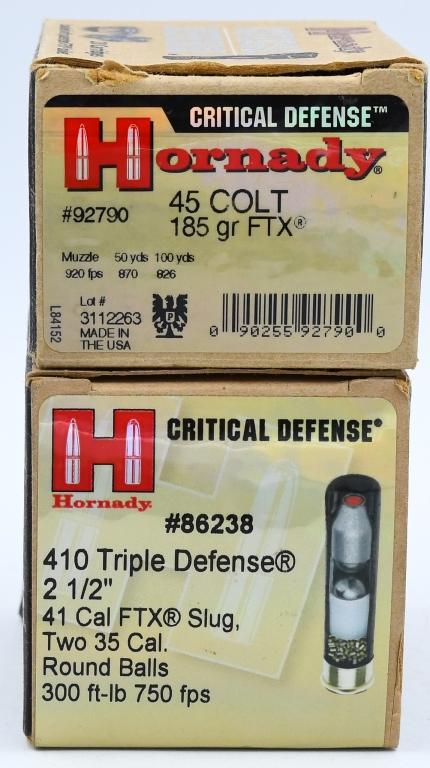 CRITICAL DEFENSE™
Hornady®
#92790
45 COLT
185 gr FTX®
Muzzle 50 yds 100 yds
920 fps 870 826
Lot #
3112263
MADE IN
THE USA
L84152
P
0 90255 92790 0
H
Hornady
CRITICAL DEFENSE®
#86238
410 Triple Defense®
2 1/2"
41 Cal FTX® Slug,
Two 35 Cal.
Round Balls
300 ft-lb 750 fps